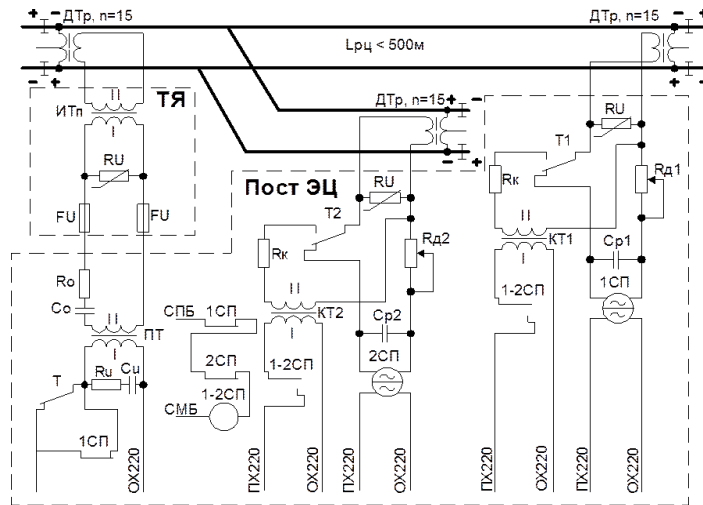 + - ДТр, n=15
ДТр, n=15 - +
Lрц < 500м
- +
+ -
ТЯ
II
ИТп
I
ДТр, n=15
+ -
- +
RU
FU
FU
Пост ЭЦ
RU
T2
Rк
Rд2
II
КТ2
I
Ср2
2СП
1-2СП
T1
RU
Rк
Rд1
II
КТ1
I
Ср1
1СП
1-2СП
Ro
Co
II
ПТ
I
T
Ru
Cu
1СП
СПБ
1СП
2СП
1-2СП
СМБ
ОХ220
ПХ220
ОХ220
ПХ220
ОХ220
ПХ220
ОХ220
ПХ220
ОХ220